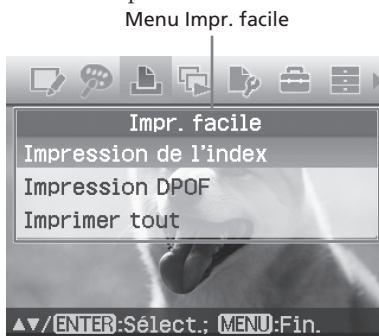 Menu Impr. facile
Impr. facile
Impression de l'index
Impression DPOF
Imprimer tout
▲▼/ENTER:Sélect.; MENU:Fin.